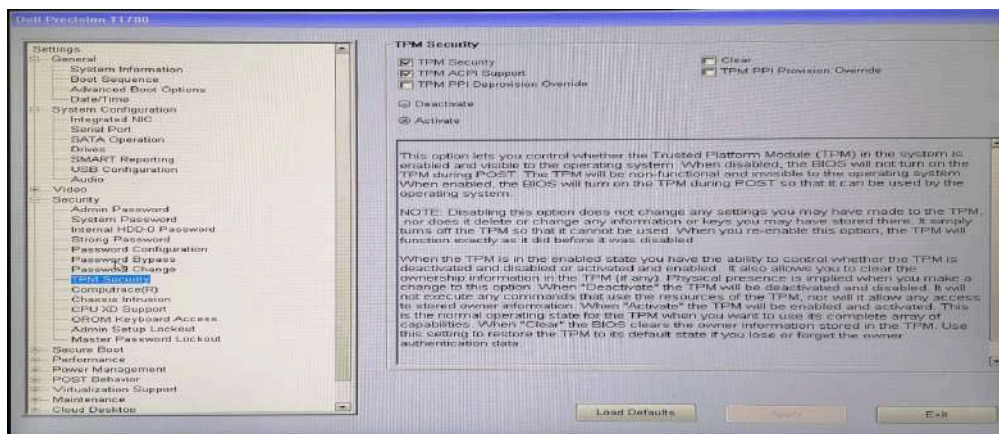 Dell Precision T1700
Settings
General
System Information
Boot Sequence
Advanced Boot Options
Date/Time
System Configuration
Integrated NIC
Serial Port
SATA Operation
Drives
SMART Reporting
USB Configuration
Audio
Video
Security
Admin Password
System Password
Internal HDD-0 Password
Strong Password
Password Configuration
Password Bypass
Password Change
TPM Security
Computrace(R)
Chassis Intrusion
CPU XD Support
OROM Keyboard Access
Admin Setup Lockout
Master Password Lockout
Secure Boot
Performance
Power Management
POST Behavior
Virtualization Support
Maintenance
Cloud Desktop
TPM Security
TPM Security
Clear
TPM ACPI Support
TPM PPI Provision Override
TPM PPI Deprovision Override
Deactivate
Activate
This option lets you control whether the Trusted Platform Module (TPM) in the system is
enabled and visible to the operating system. When disabled, the BIOS will not turn on the
TPM during POST. The TPM will be non-functional and invisible to the operating system.
When enabled, the BIOS will turn on the TPM during POST so that it can be used by the
operating system.
NOTE: Disabling this option does not change any settings you may have made to the TPM,
nor does it delete or change any information or keys you may have stored there. It simply
turns off the TPM so that it cannot be used. When you re-enable this option, the TPM will
function exactly as it did before it was disabled.
When the TPM is in the enabled state you have the ability to control whether the TPM is
deactivated and disabled or activated and enabled. It also allows you to clear the
ownership information in the TPM (if any). Physical presence is implied when you make a
change to this option. When "Deactivate" the TPM will be deactivated and disabled. It will
not execute any commands that use the resources of the TPM, nor will it allow any access
to stored owner information. When "Activate" the TPM will be enabled and activated. This
is the normal operating state for the TPM when you want to use its complete array of
capabilities. When "Clear" the BIOS clears the owner information stored in the TPM. Use
this setting to restore the TPM to its default state if you lose or forget the owner
authentication data.
Load Defaults
Apply
Exit